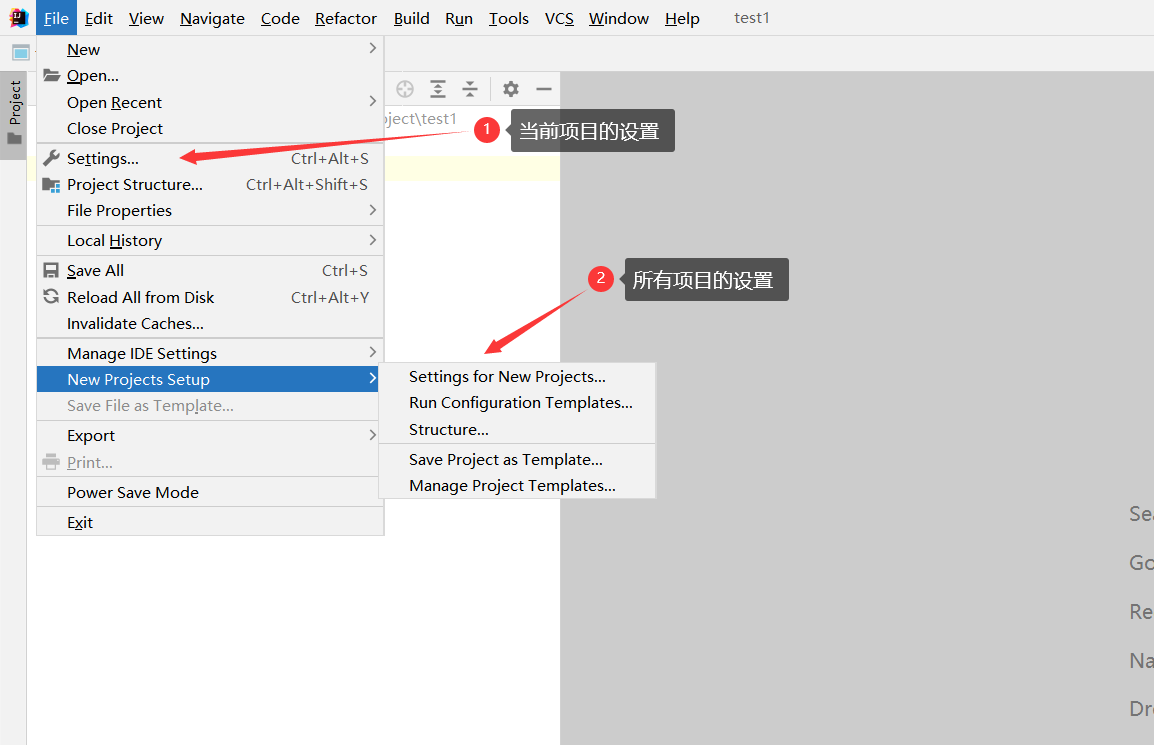 File Edit View Navigate Code Refactor Build Run Tools VCS Window Help test1
Project
New
Open...
Open Recent
Close Project
ject\test1
1 当前项目的设置
Settings... Ctrl+Alt+S
Project Structure... Ctrl+Alt+Shift+S
File Properties
Local History
Save All Ctrl+S
Reload All from Disk Ctrl+Alt+Y
Invalidate Caches...
2 所有项目的设置
Manage IDE Settings
New Projects Setup
Save File as Template...
Export
Print...
Power Save Mode
Exit
Settings for New Projects...
Run Configuration Templates...
Structure...
Save Project as Template...
Manage Project Templates...
Sea
Go
Re
Na
Dr